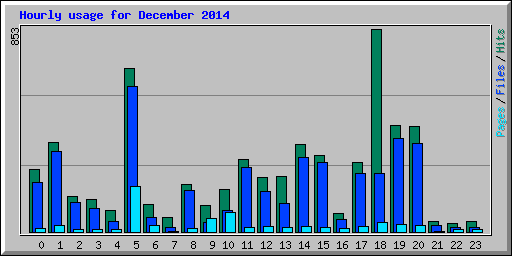 Hourly usage for December 2014
853
Pages/Files/Hits
0 1 2 3 4 5 6 7 8 9 10 11 12 13 14 15 16 17 18 19 20 21 22 23